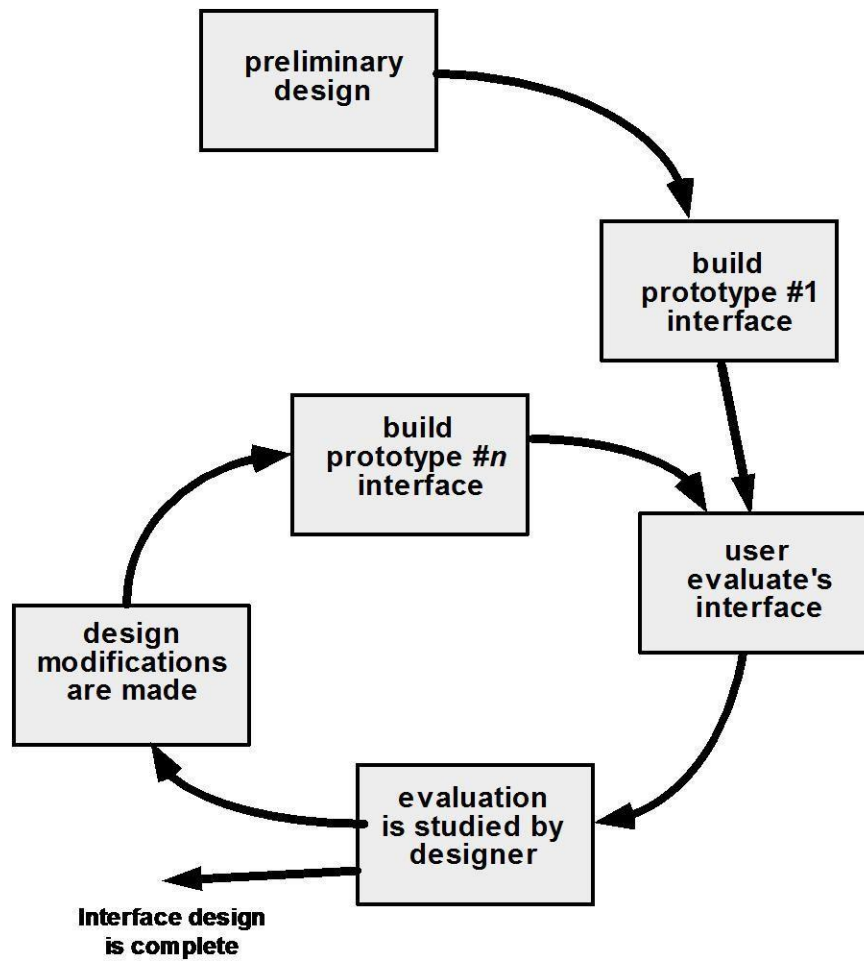 preliminary
design
build
prototype #1
interface
build
prototype #n
interface
user
evaluate's
interface
design
modifications
are made
evaluation
is studied by
designer
Interface design
is complete